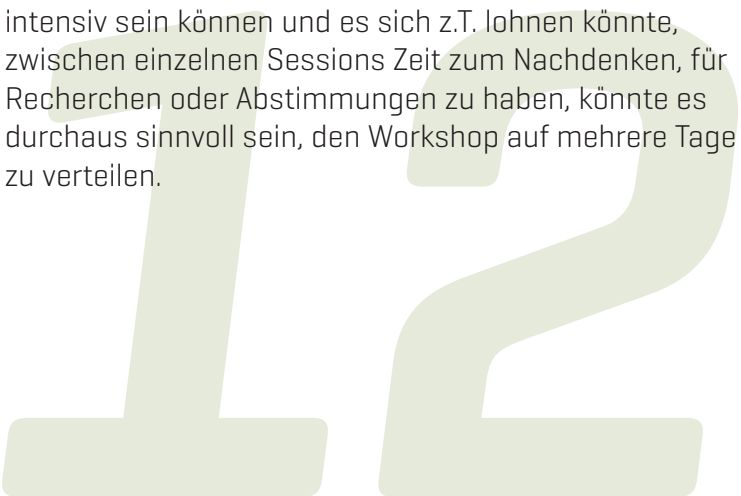 intensiv sein können und es sich z.T. lohnen könnte,
zwischen einzelnen Sessions Zeit zum Nachdenken, für
Recherchen oder Abstimmungen zu haben, könnte es
durchaus sinnvoll sein, den Workshop auf mehrere Tage
zu verteilen.
12